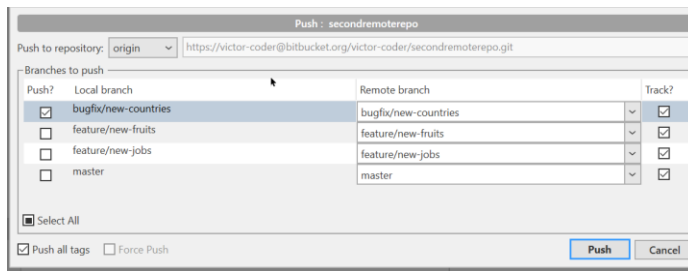 Push : secondremoterepo
Push to repository: origin https://victor-coder@bitbucket.org/victor-coder/secondremoterepo.git
Branches to push
Push? Local branch Remote branch Track?
bugfix/new-countries bugfix/new-countries
feature/new-fruits feature/new-fruits
feature/new-jobs feature/new-jobs
master master
Select All
Push all tags Force Push Push Cancel